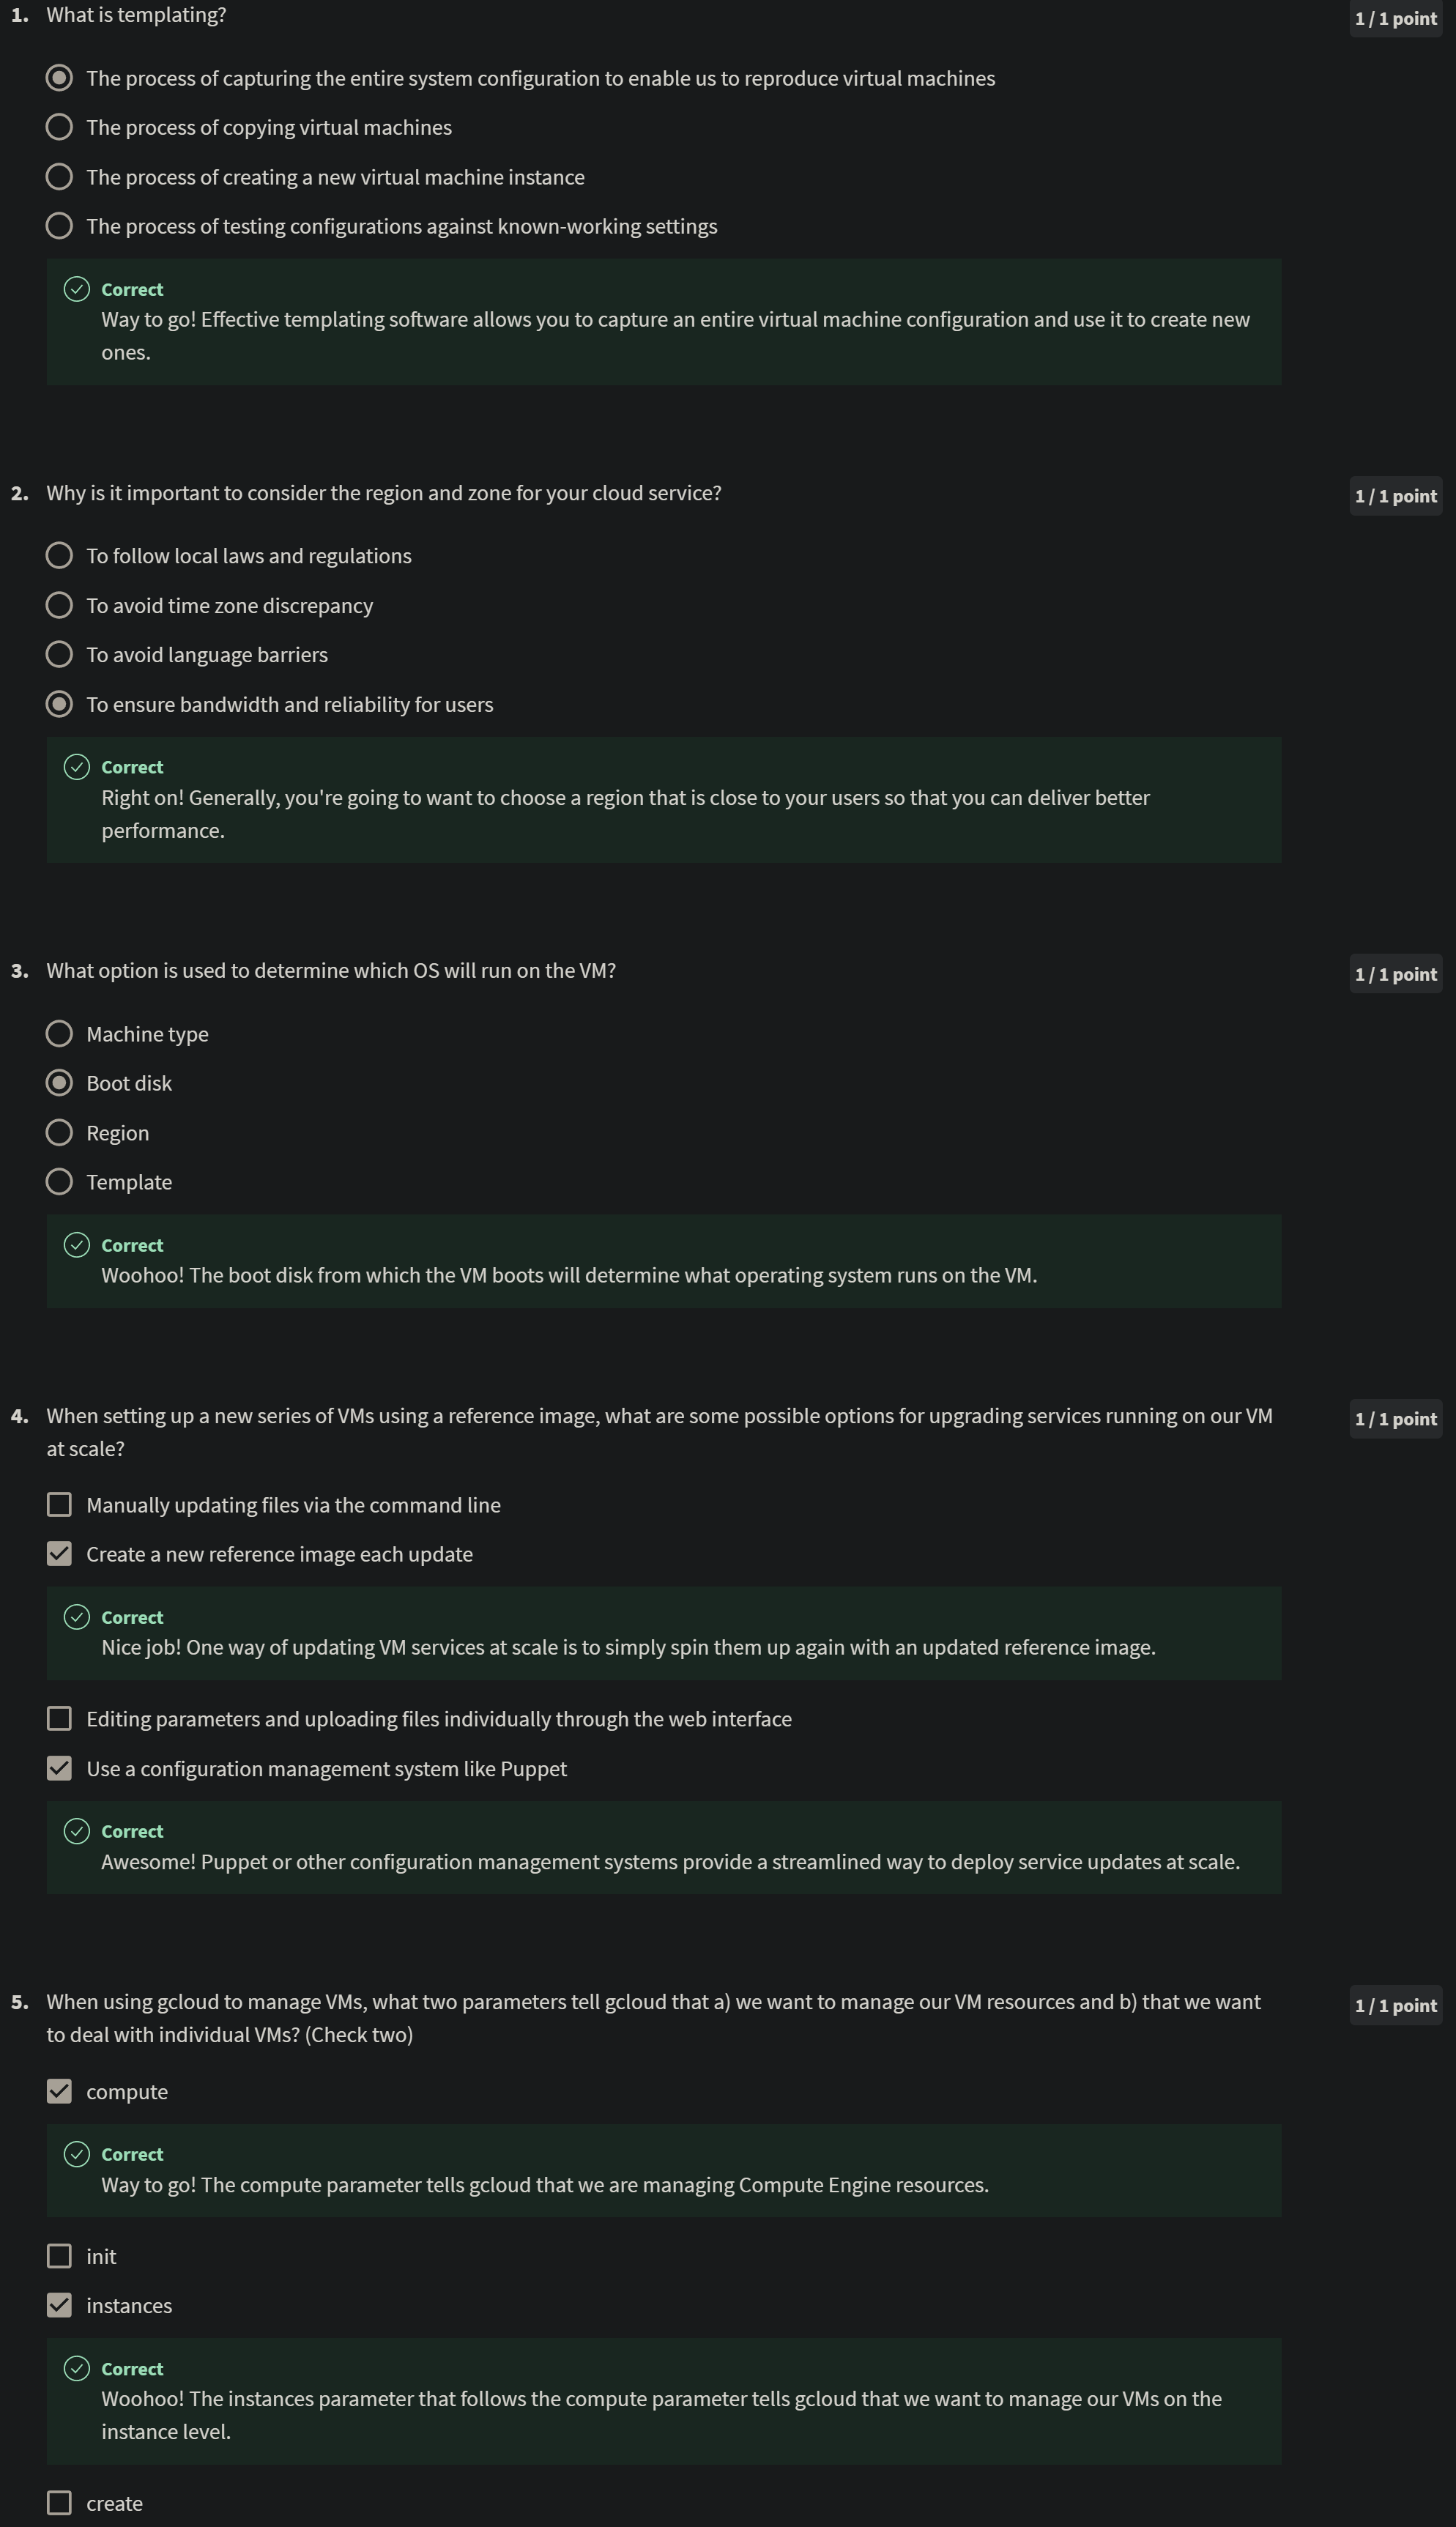 1. What is templating?
1 / 1 point
The process of capturing the entire system configuration to enable us to reproduce virtual machines
The process of copying virtual machines
The process of creating a new virtual machine instance
The process of testing configurations against known-working settings
Correct
Way to go! Effective templating software allows you to capture an entire virtual machine configuration and use it to create new
ones.
2. Why is it important to consider the region and zone for your cloud service?
1 / 1 point
To follow local laws and regulations
To avoid time zone discrepancy
To avoid language barriers
To ensure bandwidth and reliability for users
Correct
Right on! Generally, you're going to want to choose a region that is close to your users so that you can deliver better
performance.
3. What option is used to determine which OS will run on the VM?
1 / 1 point
Machine type
Boot disk
Region
Template
Correct
Woohoo! The boot disk from which the VM boots will determine what operating system runs on the VM.
4. When setting up a new series of VMs using a reference image, what are some possible options for upgrading services running on our VM
at scale?
1 / 1 point
Manually updating files via the command line
Create a new reference image each update
Correct
Nice job! One way of updating VM services at scale is to simply spin them up again with an updated reference image.
Editing parameters and uploading files individually through the web interface
Use a configuration management system like Puppet
Correct
Awesome! Puppet or other configuration management systems provide a streamlined way to deploy service updates at scale.
5. When using gcloud to manage VMs, what two parameters tell gcloud that a) we want to manage our VM resources and b) that we want
to deal with individual VMs? (Check two)
1 / 1 point
compute
Correct
Way to go! The compute parameter tells gcloud that we are managing Compute Engine resources.
init
instances
Correct
Woohoo! The instances parameter that follows the compute parameter tells gcloud that we want to manage our VMs on the
instance level.
create